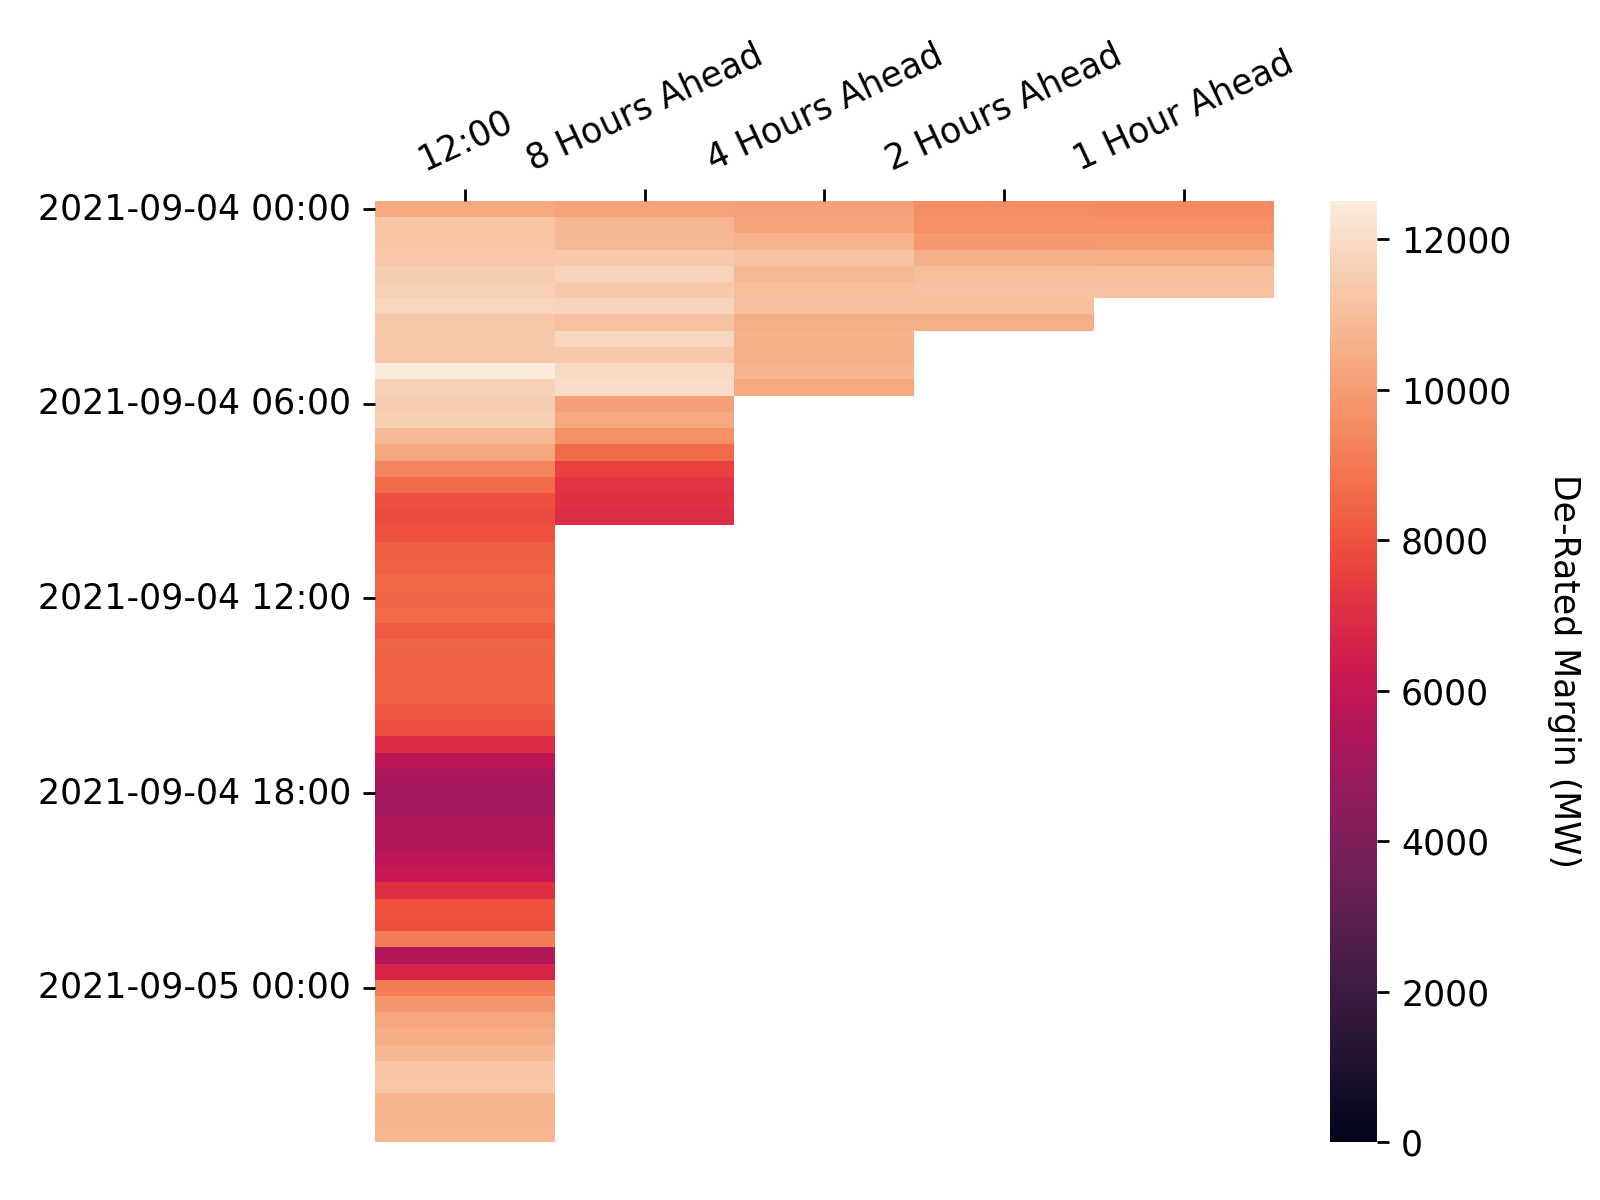 12:00
8 Hours Ahead
4 Hours Ahead
2 Hours Ahead
1 Hour Ahead
2021-09-04 00:00
2021-09-04 06:00
2021-09-04 12:00
2021-09-04 18:00
2021-09-05 00:00
12000
10000
8000
6000
4000
2000
0
De-Rated Margin (MW)